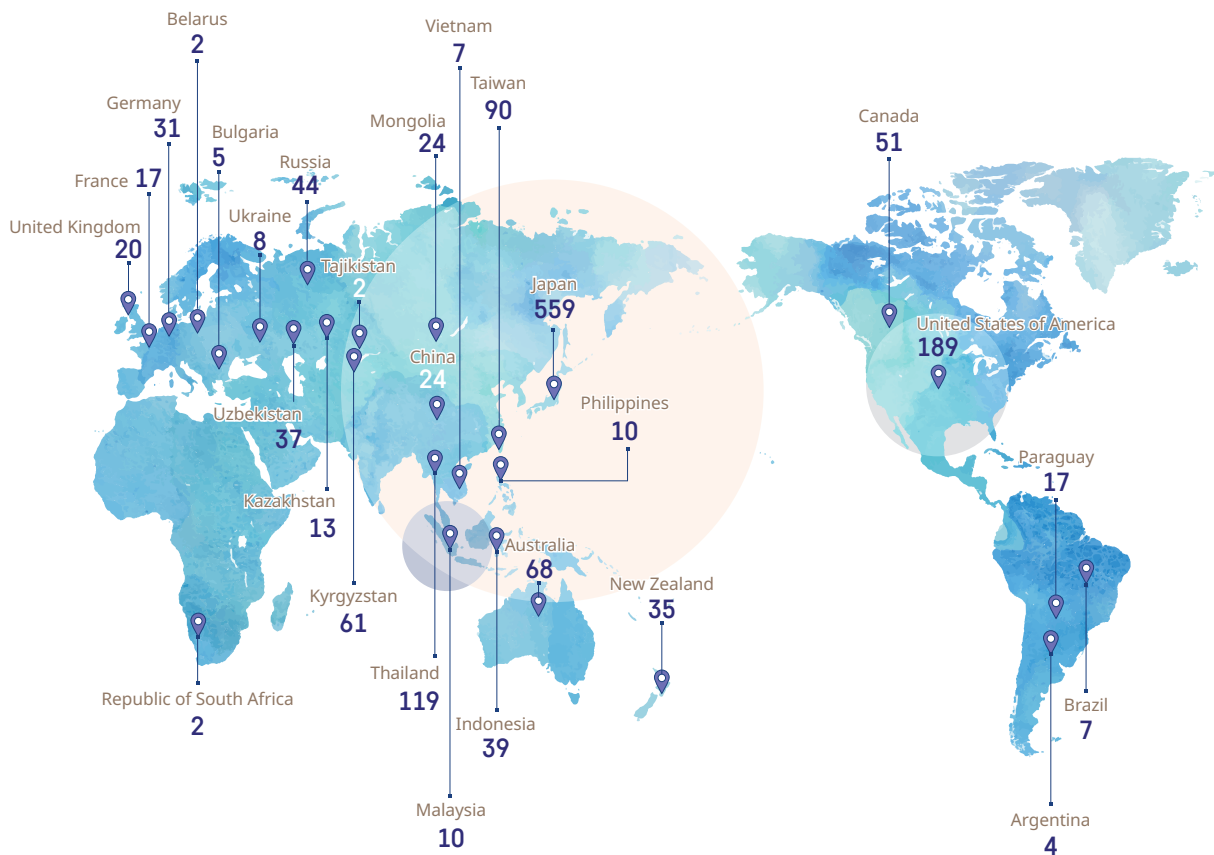 Belarus
2
Vietnam
7
Taiwan
90
Germany
31
Bulgaria
5
Mongolia
24
Canada
51
Russia
44
France 17
Ukraine
8
United Kingdom
20
Tajikistan
2
Japan
559
United States of America
189
China
24
Philippines
10
Uzbekistan
37
Paraguay
17
Kazakhstan
13
Australia
68
New Zealand
35
Kyrgyzstan
61
Thailand
119
Republic of South Africa
2
Indonesia
39
Brazil
7
Malaysia
10
Argentina
4